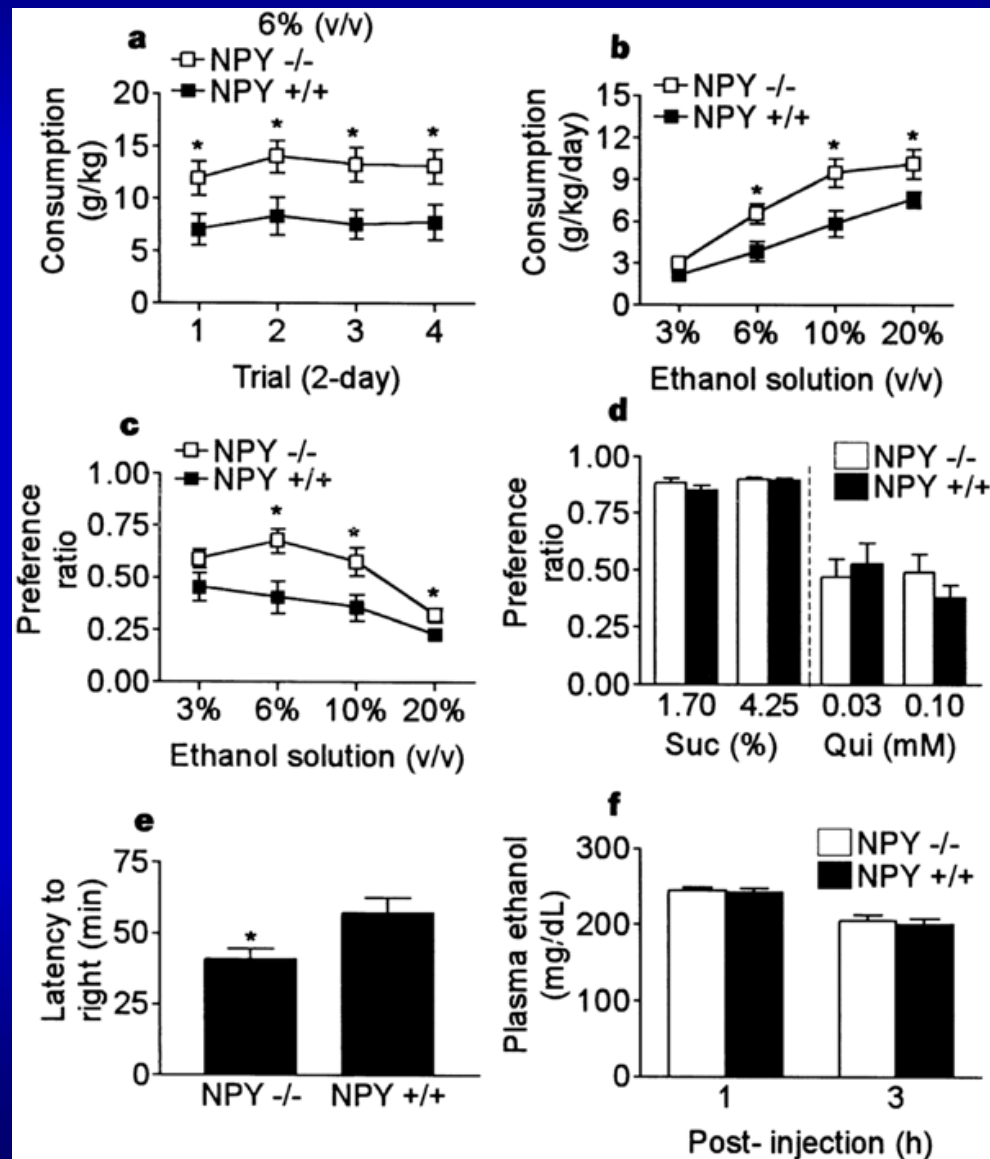 a
6% (v/v)
NPY -/-
NPY +/+
Consumption
(g/kg)
20
15
10
5
0
*
*
*
*
1 2 3 4
Trial (2-day)
b
NPY -/-
NPY +/+
Consumption
(g/kg/day)
15
12
9
6
3
0
*
*
*
3% 6% 10% 20%
Ethanol solution (v/v)
c
NPY -/-
NPY +/+
Preference
ratio
1.00
0.75
0.50
0.25
0.00
*
*
*
3% 6% 10% 20%
Ethanol solution (v/v)
d
NPY -/-
NPY +/+
Preference
ratio
1.00
0.75
0.50
0.25
0.00
1.70 4.25 0.03 0.10
Suc (%) Qui (mM)
e
Latency to
right (min)
75
50
25
0
*
NPY -/- NPY +/+
f
NPY -/-
NPY +/+
Plasma ethanol
(mg/dL)
300
200
100
0
1 3
Post- injection (h)